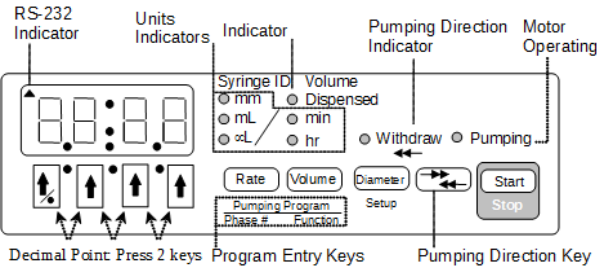 RS-232
Indicator
Units
Indicators
Indicator
Pumping Direction
Indicator
Motor
Operating
Syringe ID
Volume
mm
Dispensed
mL
min
∝L
hr
Withdraw
Pumping
Rate
Volume
Diameter
Start
Setup
Stop
Pumping Program
Phase # Function
Decimal Point: Press 2 keys
Program Entry Keys
Pumping Direction Key